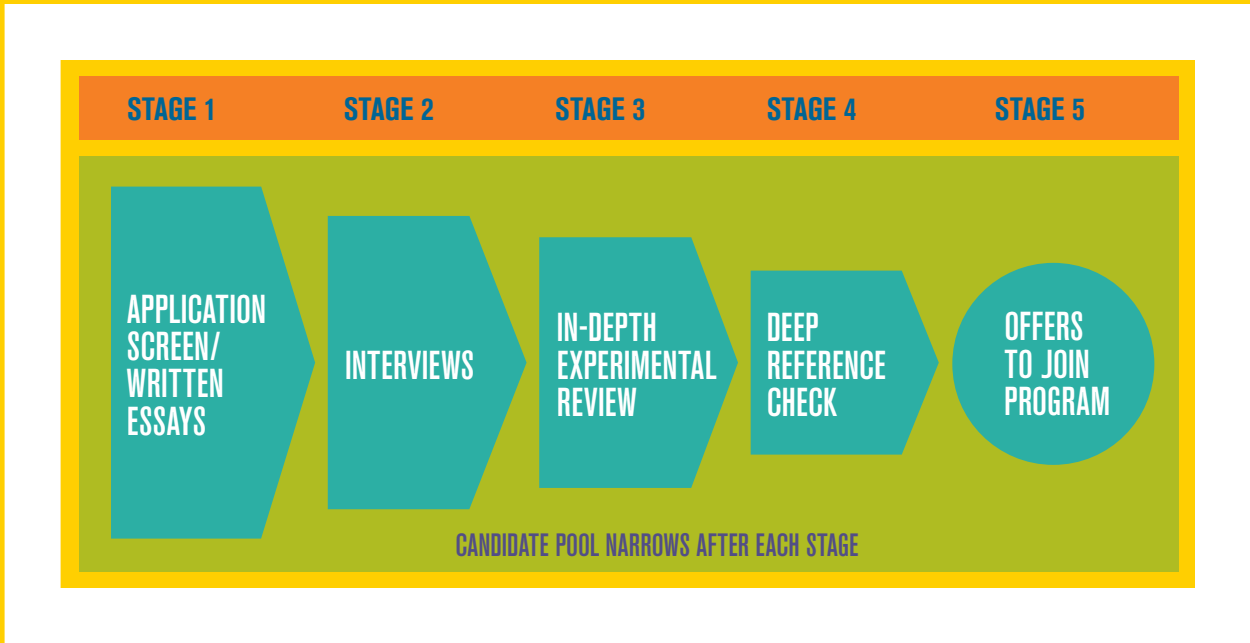 STAGE 1
STAGE 2
STAGE 3
STAGE 4
STAGE 5
APPLICATION
SCREEN/
WRITTEN
ESSAYS
INTERVIEWS
IN-DEPTH
EXPERIMENTAL
REVIEW
DEEP
REFERENCE
CHECK
OFFERS
TO JOIN
PROGRAM
CANDIDATE POOL NARROWS AFTER EACH STAGE